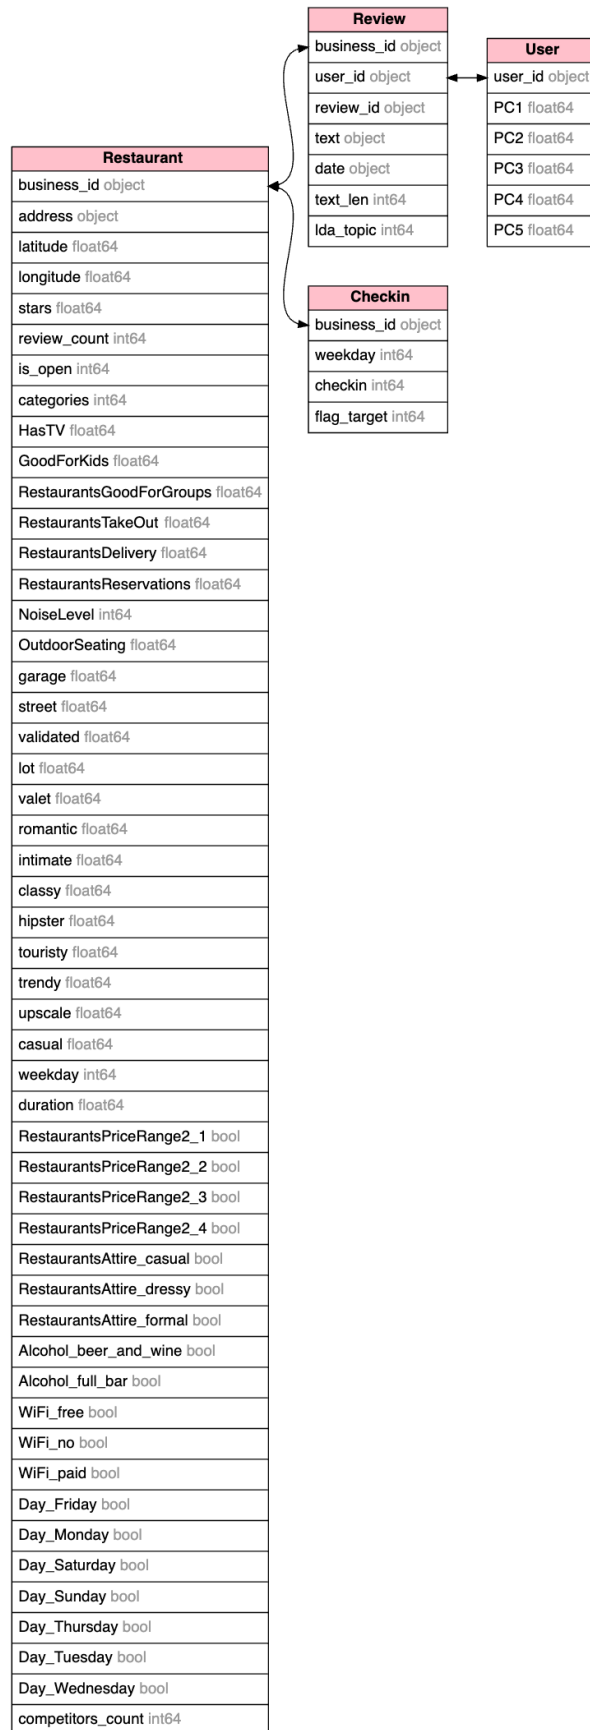 Review
business_id object
user_id object
review_id object
text object
date object
text_len int64
lda_topic int64
User
user_id object
PC1 float64
PC2 float64
PC3 float64
PC4 float64
PC5 float64
Restaurant
business_id object
address object
latitude float64
longitude float64
stars float64
review_count int64
is_open int64
categories int64
HasTV float64
GoodForKids float64
RestaurantsGoodForGroups float64
RestaurantsTakeOut float64
RestaurantsDelivery float64
RestaurantsReservations float64
NoiseLevel int64
OutdoorSeating float64
garage float64
street float64
validated float64
lot float64
valet float64
romantic float64
intimate float64
classy float64
hipster float64
touristy float64
trendy float64
upscale float64
casual float64
weekday int64
duration float64
RestaurantsPriceRange2_1 bool
RestaurantsPriceRange2_2 bool
RestaurantsPriceRange2_3 bool
RestaurantsPriceRange2_4 bool
RestaurantsAttire_casual bool
RestaurantsAttire_dressy bool
RestaurantsAttire_formal bool
Alcohol_beer_and_wine bool
Alcohol_full_bar bool
WiFi_free bool
WiFi_no bool
WiFi_paid bool
Day_Friday bool
Day_Monday bool
Day_Saturday bool
Day_Sunday bool
Day_Thursday bool
Day_Tuesday bool
Day_Wednesday bool
competitors_count int64
Checkin
business_id object
weekday int64
checkin int64
flag_target int64